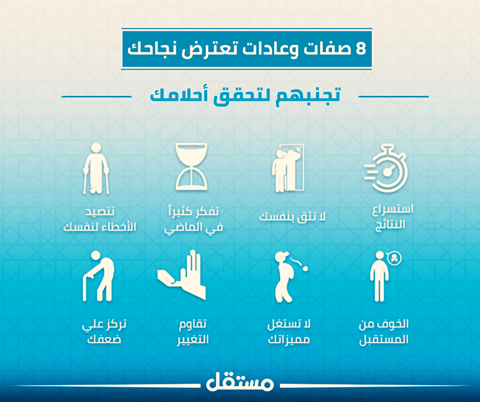 8 صفات وعادات تعترض نجاحك
تجنبهم لتحقق أحلامك
استسراع
النتائج
لا تثق بنفسك
تفكر كثيراً
في الماضي
تتصيد
الأخطاء لنفسك
الخوف من
المستقبل
لا تستغل
مميزاتك
تقاوم
التغيير
تركز علي
ضعفك
مستقل